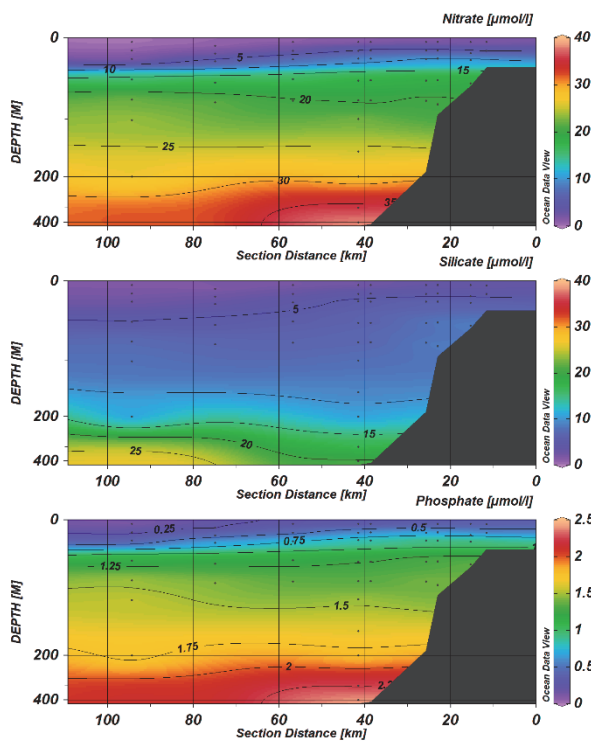 Nitrate [µmol/l]
0
200
400
DEPTH [M]
10
5
15
20
25
30
35
40
30
20
10
0
Ocean Data View
100 80 60 40 20 0
Section Distance [km]
Silicate [µmol/l]
0
200
400
DEPTH [M]
5
15
20
25
40
30
20
10
0
Ocean Data View
100 80 60 40 20 0
Section Distance [km]
Phosphate [µmol/l]
0
200
400
DEPTH [M]
0.25
0.5
0.75
1
1.25
1.5
1.75
2
2.5
2
1.5
1
0.5
0
Ocean Data View
100 80 60 40 20 0
Section Distance [km]